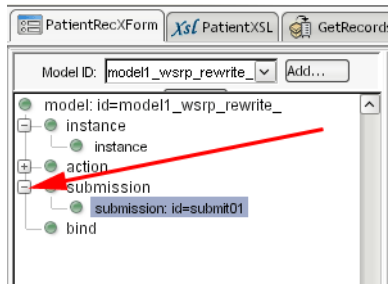 PatientRecXForm Xsl PatientXSL GetRecords
Model ID: model1_wsrp_rewrite_ Add...
model: id=model1_wsrp_rewrite_
instance
instance
action
submission
submission: id=submit01
bind